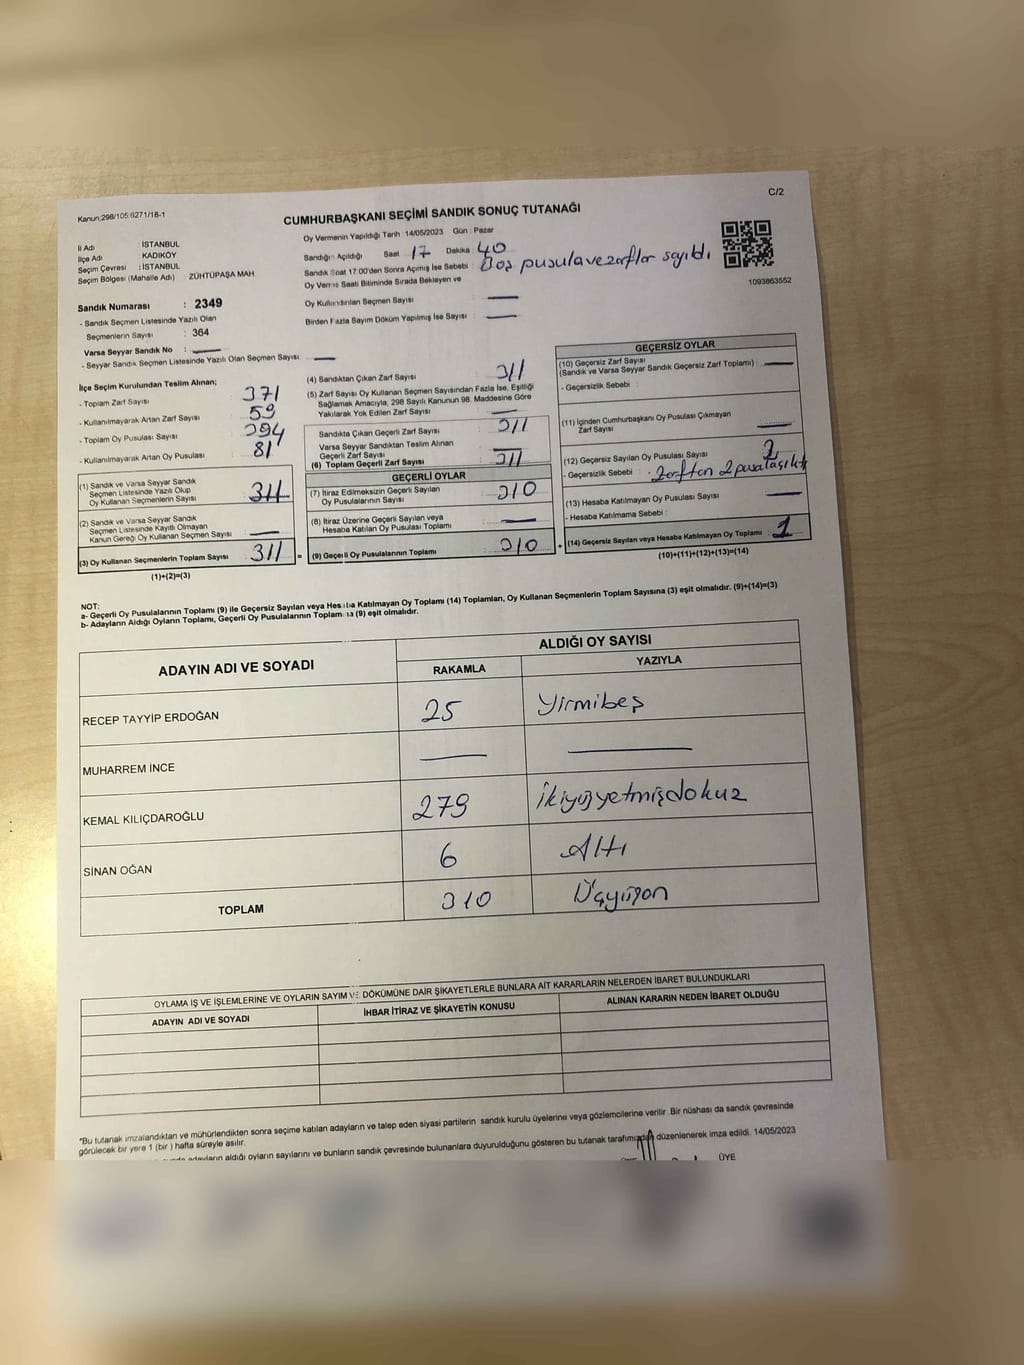 C/2
Kanun;298/105;6271/18-1
CUMHURBAŞKANI SEÇİMİ SANDIK SONUÇ TUTANAĞI
İl Adı : İSTANBUL
İlçe Adı : KADIKÖY
Seçim Çevresi : İSTANBUL
Seçim Bölgesi (Mahalle Adı) : ZÜHTÜPAŞA MAH.
Sandık Numarası : 2349
- Sandık Seçmen Listesinde Yazılı Olan
Seçmenlerin Sayısı : 364
Varsa Seyyar Sandık No :
- Seyyar Sandık Seçmen Listesinde Yazılı Olan Seçmen Sayısı:
Oy Vermenin Yapıldığı Tarih : 14/05/2023 Gün : Pazar
Sandığın Açıldığı Saat 17 Dakika : 40
Sandık Saat 17:00'den Sonra Açılmış İse Sebebi : Boş pusula ve zarflar sayıldı
Oy Verme Saati Bitiminde Sırada Bekleyen ve
Oy Kullandırılan Seçmen Sayısı :
Birden Fazla Sayım Döküm Yapılmış İse Sayısı :
1093863552
İlçe Seçim Kurulundan Teslim Alınan;
- Toplam Zarf Sayısı : 371
- Kullanılmayarak Artan Zarf Sayısı : 59
- Toplam Oy Pusulası Sayısı : 394
- Kullanılmayarak Artan Oy Pusulası : 81
(1) Sandık ve Varsa Seyyar Sandık
Seçmen Listesinde Yazılı Olup
Oy Kullanan Seçmenlerin Sayısı : 311
(2) Sandık ve Varsa Seyyar Sandık
Seçmen Listesinde Kayıtlı Olmayan
Kanun Gereği Oy Kullanan Seçmen Sayısı :
(3) Oy Kullanan Seçmenlerin Toplam Sayısı : 311 =
(1)+(2)=(3)
(4) Sandıktan Çıkan Zarf Sayısı : 311
(5) Zarf Sayısı Oy Kullanan Seçmen Sayısından Fazla İse, Eşitliği
Sağlamak Amacıyla, 298 Sayılı Kanunun 98. Maddesine Göre
Yakılarak Yok Edilen Zarf Sayısı :
Sandıkta Çıkan Geçerli Zarf Sayısı : 311
Varsa Seyyar Sandıktan Teslim Alınan
Geçerli Zarf Sayısı :
(6) Toplam Geçerli Zarf Sayısı : 311
GEÇERLİ OYLAR
(7) İtiraz Edilmeksizin Geçerli Sayılan
Oy Pusulalarının Sayısı : 310
(8) İtiraz Üzerine Geçerli Sayılan veya
Hesaba Katılan Oy Pusulası Toplamı :
(9) Geçerli Oy Pusulalarının Toplamı : 310 +
GEÇERSİZ OYLAR
(10) Geçersiz Zarf Sayısı
(Sandık ve Varsa Seyyar Sandık Geçersiz Zarf Toplamı) :
- Geçersizlik Sebebi :
(11) İçinden Cumhurbaşkanı Oy Pusulası Çıkmayan
Zarf Sayısı :
(12) Geçersiz Sayılan Oy Pusulası Sayısı : 2
- Geçersizlik Sebebi : Zarftan 2 pusula çıktı
(13) Hesaba Katılmayan Oy Pusulası Sayısı :
- Hesaba Katılmama Sebebi :
(14) Geçersiz Sayılan veya Hesaba Katılmayan Oy Toplamı : 1
(10)+(11)+(12)+(13)=(14)
NOT:
a- Geçerli Oy Pusulalarının Toplamı (9) ile Geçersiz Sayılan veya Hesaba Katılmayan Oy Toplamı (14) Toplamları, Oy Kullanan Seçmenlerin Toplam Sayısına (3) eşit olmalıdır. (9)+(14)=(3)
b- Adayların Aldığı Oyların Toplamı, Geçerli Oy Pusulalarının Toplamına (9) eşit olmalıdır.
ADAYIN ADI VE SOYADI
ALDIĞI OY SAYISI
RAKAMLA YAZIYLA
RECEP TAYYİP ERDOĞAN 25 Yirmibeş
MUHARREM İNCE
KEMAL KILIÇDAROĞLU 279 İkiyüzyetmişdokuz
SİNAN OĞAN 6 Altı
TOPLAM 310 Üçyüzon
OYLAMA İŞ VE İŞLEMLERİNE VE OYLARIN SAYIM VE DÖKÜMÜNE DAİR ŞİKAYETLERLE BUNLARA AİT KARARLARIN NELERDEN İBARET BULUNDUKLARI
ADAYIN ADI VE SOYADI İHBAR İTİRAZ VE ŞİKAYETİN KONUSU ALINAN KARARIN NEDEN İBARET OLDUĞU
*Bu tutanak imzalandıktan ve mühürlendikten sonra seçime katılan adayların ve talep eden siyasi partilerin sandık kurulu üyelerine veya gözlemcilerine verilir .Bir nüshası da sandık çevresinde
görülecek bir yere 1 (bir ) hafta süreyle asılır.
adayların aldığı oyların sayılarını ve bunların sandık çevresinde bulunanlara duyurulduğunu gösteren bu tutanak tarafımızdan düzenlenerek imza edildi. 14/05/2023
ÜYE